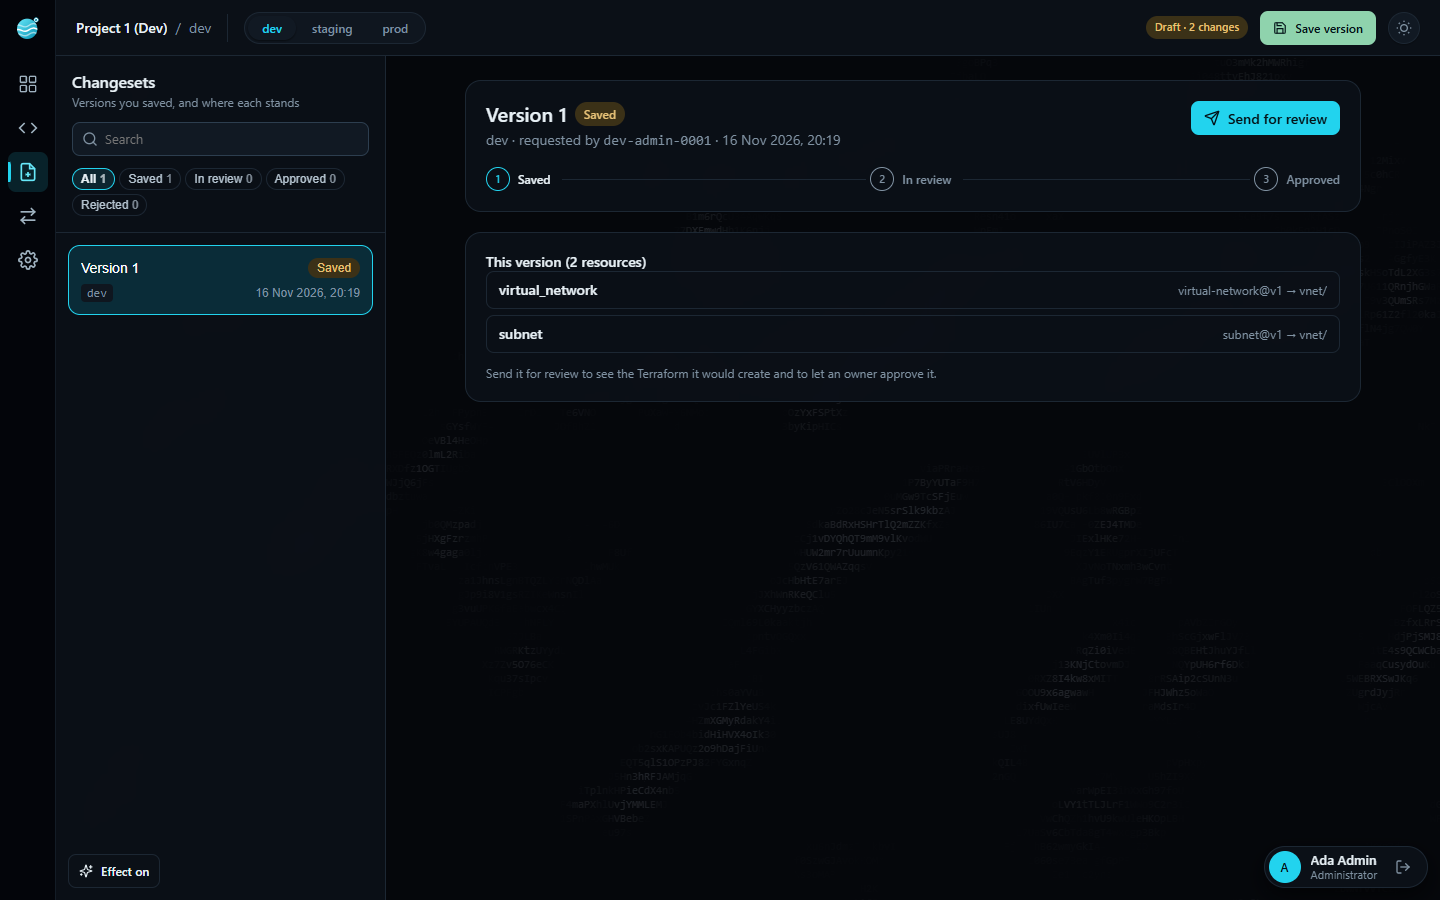 Project 1 (Dev) / dev
dev staging prod
Draft · 2 changes
Save version
Changesets
Versions you saved, and where each stands
Search
All 1 Saved 1 In review 0 Approved 0
Rejected 0
Version 1 Saved
dev 16 Nov 2026, 20:19
Version 1 Saved
dev · requested by dev-admin-0001 · 16 Nov 2026, 20:19
Send for review
1 Saved 2 In review 3 Approved
This version (2 resources)
virtual_network virtual-network@v1 → vnet/
subnet subnet@v1 → vnet/
Send it for review to see the Terraform it would create and to let an owner approve it.
Effect on
A
Ada Admin
Administrator